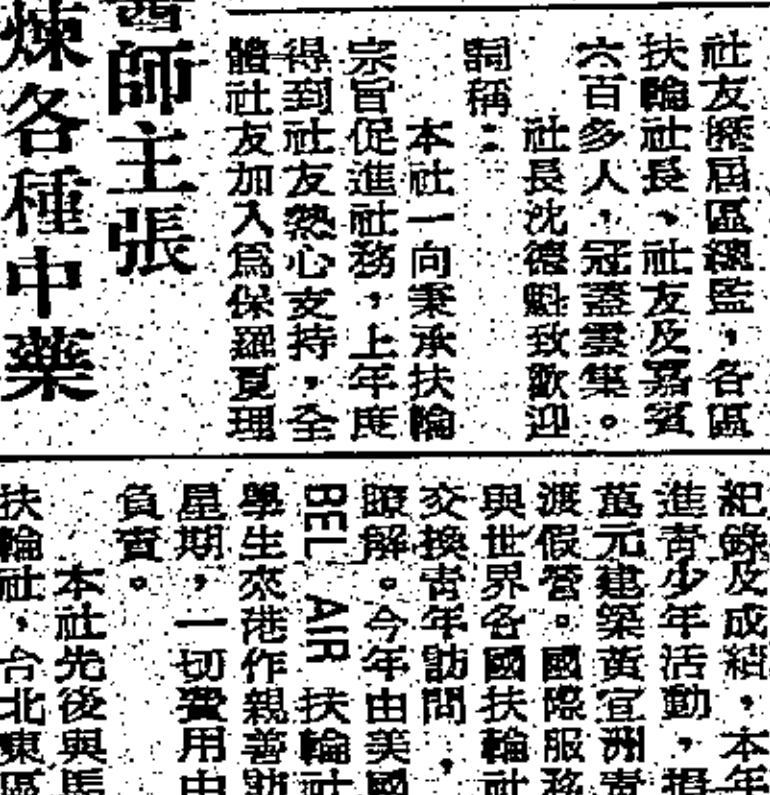 社友歷屆區總監，各區
扶輪社長，社友及嘉賓
六百多人，冠蓋雲集。
社長沈德魁致歡迎
詞稱：
本社一向秉承扶輪
宗旨促進社務，上年度
得到社友熱心支持，全
體社友加入為保羅夏理
醫師主張
煉各種中藥
紀錄及成績，本年
進青少年活動，捐
萬元建築黃宜洲青
渡假營。國際服務
與世界各國扶輪社
交換青年訪問，
瞭解。今年由美國
BEL AIR 扶輪社
學生來港作親善訪
星期，一切費用由
負責。
本社先後與馬
扶輪社，台北東區